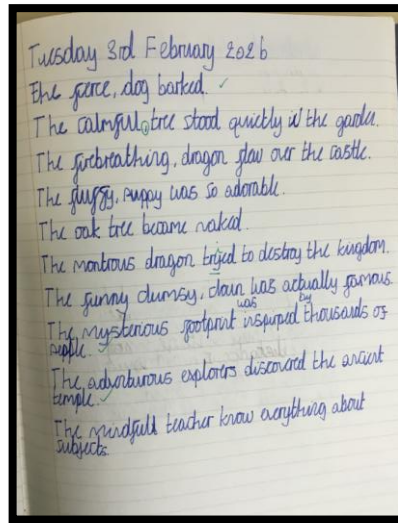 Tuesday 3rd February 2026
The fierce, dog barked.
The calmful, tree stood quietly in the garden.
The firebreathing, dragon flew over the castle.
The fluffy, puppy was so adorable.
The oak tree became naked.
The montrous dragon tryed to destroy the kingdom.
The funny clumsy, clown was actually famous.
was by
The mysterious footprint inspired thousands of
people.
The adventurous explorers discovered the ancient
temple.
The mindfull teacher know everything about
subjects.